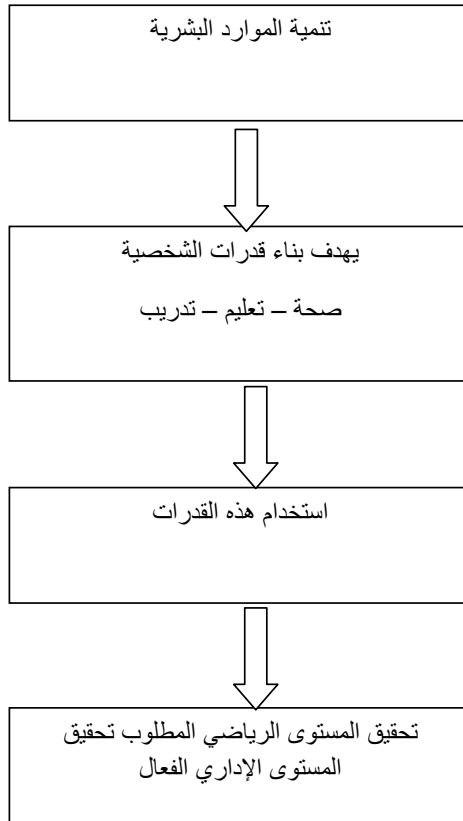 تنمية الموارد البشرية
يهدف بناء قدرات الشخصية
صحة – تعليم – تدريب
استخدام هذه القدرات
تحقيق المستوى الرياضي المطلوب تحقيق
المستوى الإداري الفعال